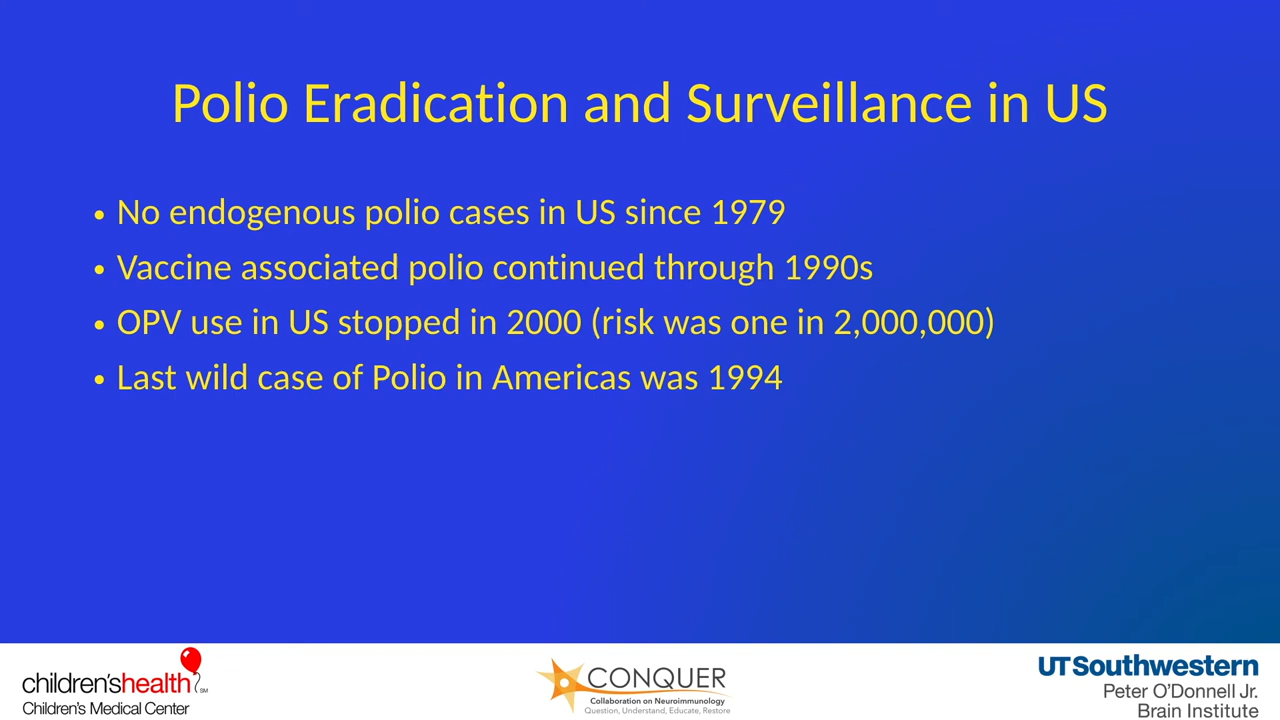 Polio Eradication and Surveillance in US
• No endogenous polio cases in US since 1979
• Vaccine associated polio continued through 1990s
• OPV use in US stopped in 2000 (risk was one in 2,000,000)
• Last wild case of Polio in Americas was 1994
children'shealth SM
Children's Medical Center
CONQUER
Collaboration on Neuroimmunology
Question, Understand, Educate, Restore
UTSouthwestern
Peter O'Donnell Jr.
Brain Institute